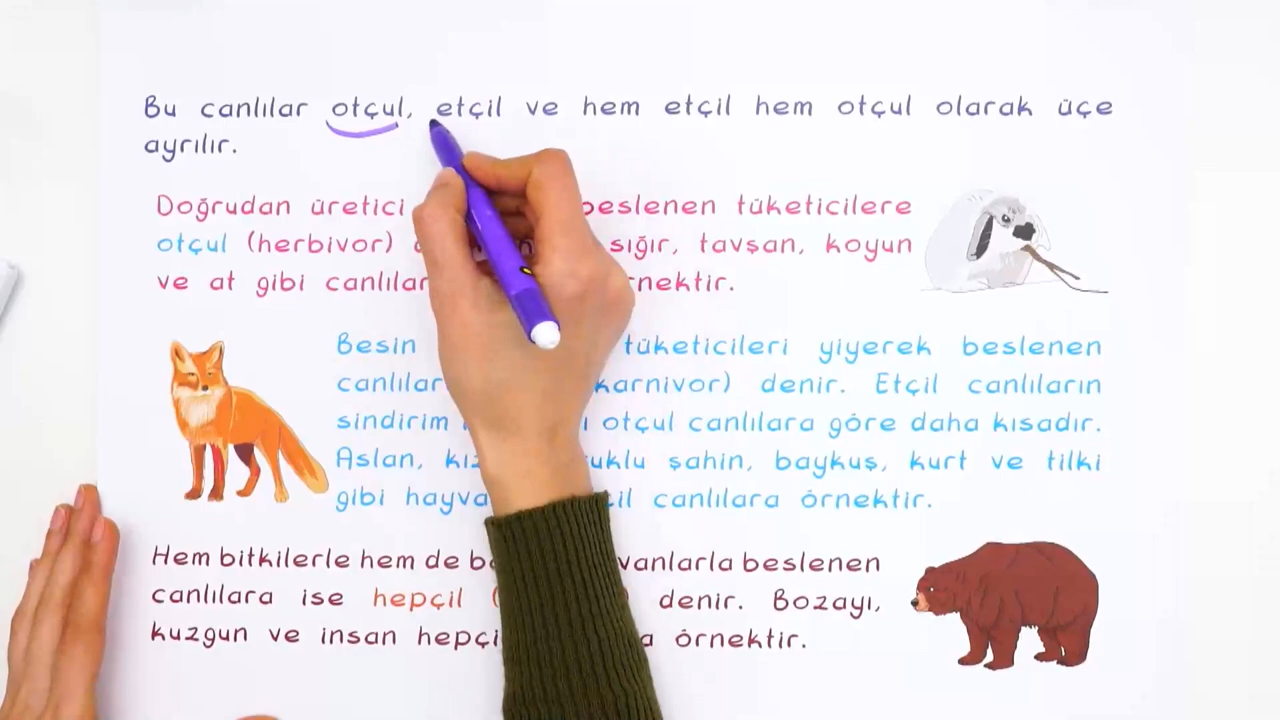 Bu canlılar otçul, etçil ve hem etçil hem otçul olarak üçe
ayrılır.
Doğrudan üretici beslenen tüketicilere
otçul (herbivor) sığır, tavşan, koyun
ve at gibi canlılar örnektir.
Besin tüketicileri yiyerek beslenen
canlılar (karnivor) denir. Etçil canlıların
sindirim otçul canlılara göre daha kısadır.
Aslan, şahin, baykuş, kurt ve tilki
gibi canlılara örnektir.
Hem bitkilerle hem de beslenen
canlılara ise hepçil denir. Bozayı,
kuzgun ve insan örnektir.